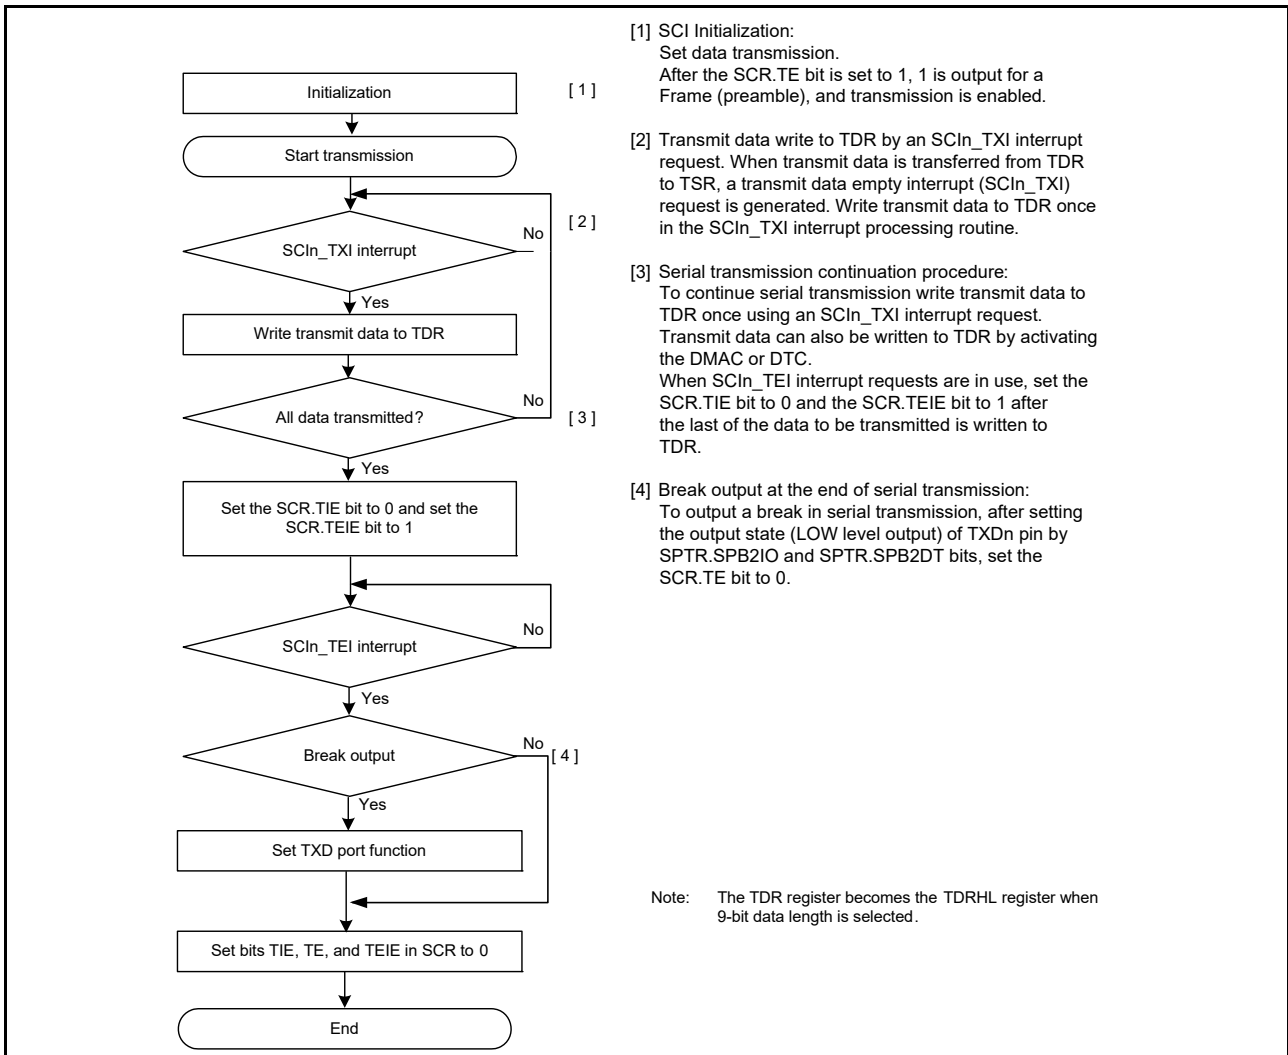 Initialization
[ 1 ]
Start transmission
SCIn_TXI interrupt
No
[ 2 ]
Yes
Write transmit data to TDR
All data transmitted?
No
[ 3 ]
Yes
Set the SCR.TIE bit to 0 and set the
SCR.TEIE bit to 1
SCIn_TEI interrupt
No
Yes
Break output
No
[ 4 ]
Yes
Set TXD port function
Set bits TIE, TE, and TEIE in SCR to 0
End
[1] SCI Initialization:
Set data transmission.
After the SCR.TE bit is set to 1, 1 is output for a
Frame (preamble), and transmission is enabled.
[2] Transmit data write to TDR by an SCIn_TXI interrupt
request. When transmit data is transferred from TDR
to TSR, a transmit data empty interrupt (SCIn_TXI)
request is generated. Write transmit data to TDR once
in the SCIn_TXI interrupt processing routine.
[3] Serial transmission continuation procedure:
To continue serial transmission write transmit data to
TDR once using an SCIn_TXI interrupt request.
Transmit data can also be written to TDR by activating
the DMAC or DTC.
When SCIn_TEI interrupt requests are in use, set the
SCR.TIE bit to 0 and the SCR.TEIE bit to 1 after
the last of the data to be transmitted is written to
TDR.
[4] Break output at the end of serial transmission:
To output a break in serial transmission, after setting
the output state (LOW level output) of TXDn pin by
SPTR.SPB2IO and SPTR.SPB2DT bits, set the
SCR.TE bit to 0.
Note: The TDR register becomes the TDRHL register when
9-bit data length is selected.